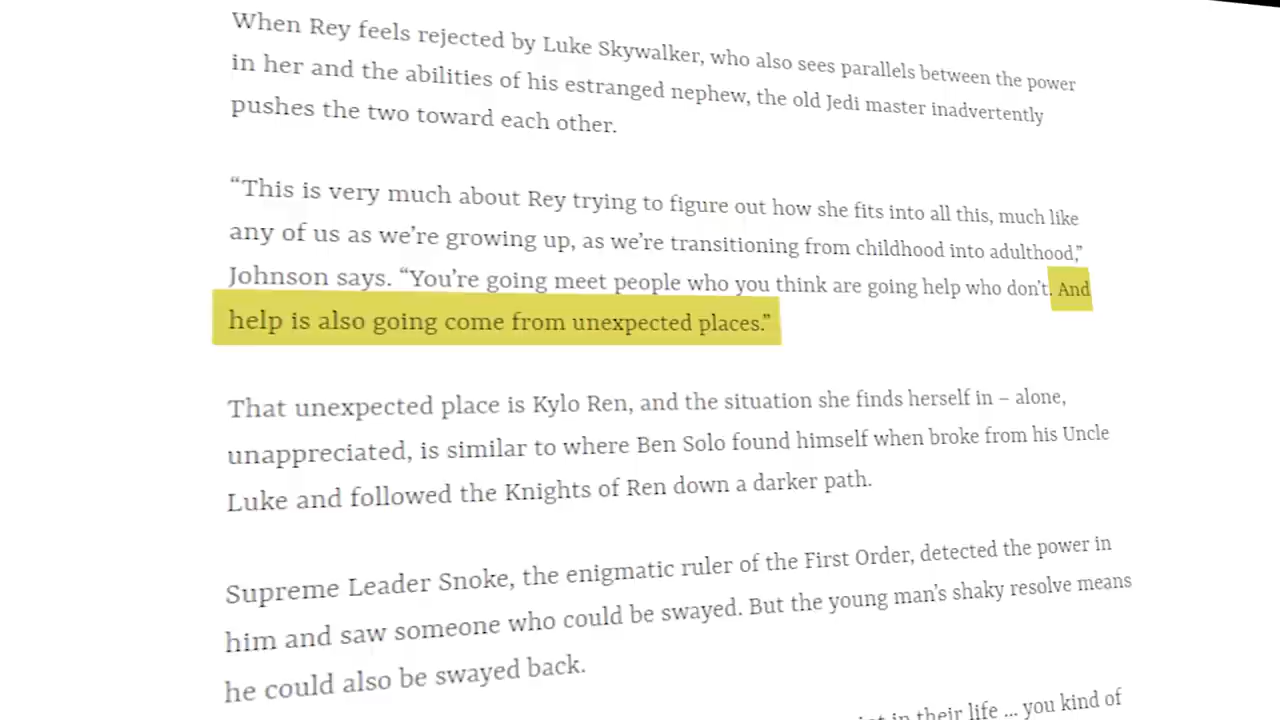 When Rey feels rejected by Luke Skywalker, who also sees parallels between the power
in her and the abilities of his estranged nephew, the old Jedi master inadvertently
pushes the two toward each other.
“This is very much about Rey trying to figure out how she fits into all this, much like
any of us as we’re growing up, as we’re transitioning from childhood into adulthood,”
Johnson says. “You’re going meet people who you think are going help who don’t. And
help is also going come from unexpected places.”
That unexpected place is Kylo Ren, and the situation she finds herself in – alone,
unappreciated, is similar to where Ben Solo found himself when broke from his Uncle
Luke and followed the Knights of Ren down a darker path.
Supreme Leader Snoke, the enigmatic ruler of the First Order, detected the power in
him and saw someone who could be swayed. But the young man’s shaky resolve means
he could also be swayed back.
in their life ... you kind of